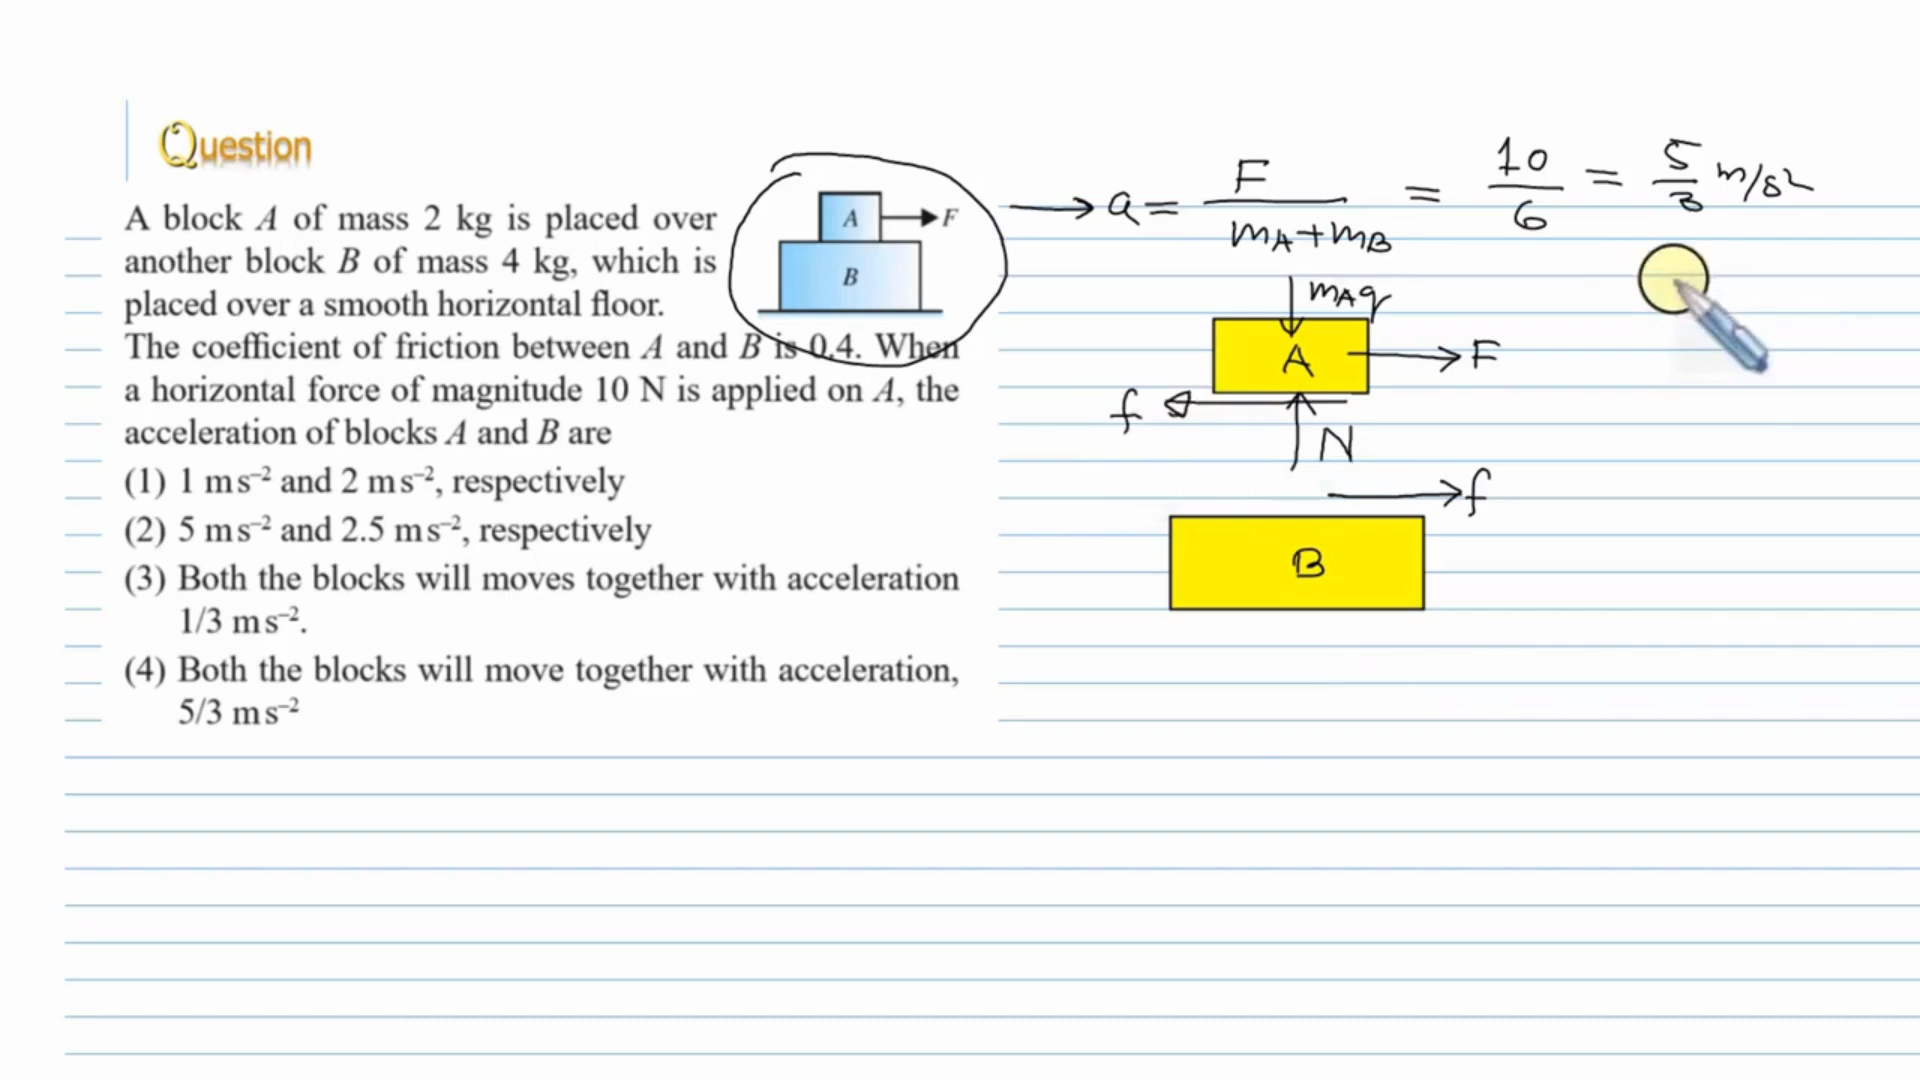 Question
A block A of mass 2 kg is placed over
another block B of mass 4 kg, which is
placed over a smooth horizontal floor.
The coefficient of friction between A and B is 0.4. When
a horizontal force of magnitude 10 N is applied on A, the
acceleration of blocks A and B are
(1) 1 ms⁻² and 2 ms⁻², respectively
(2) 5 ms⁻² and 2.5 ms⁻², respectively
(3) Both the blocks will moves together with acceleration
1/3 ms⁻².
(4) Both the blocks will move together with acceleration,
5/3 ms⁻²
A F
B
a = F / mA+mB = 10/6 = 5/3 m/s²
mAg
A F
f
N
f
B